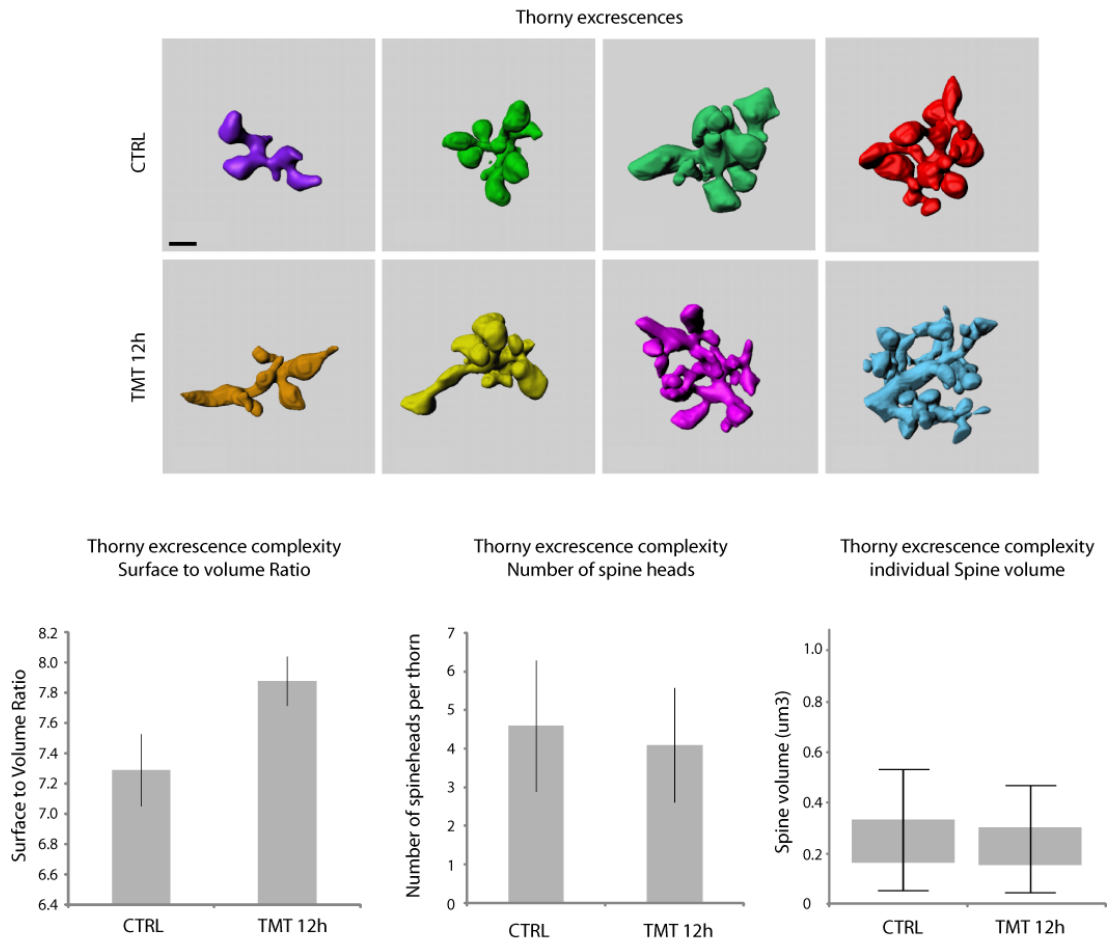 Thorny excrescences
CTRL
TMT 12h
Thorny excrescence complexity
Surface to volume Ratio
Surface to Volume Ratio
8.2
8.0
7.8
7.6
7.4
7.2
7.0
6.8
6.6
6.4
CTRL
TMT 12h
Thorny excrescence complexity
Number of spine heads
Number of spineheads per thorn
7
6
5
4
3
2
1
0
CTRL
TMT 12h
Thorny excrescence complexity
individual Spine volume
Spine volume (um3)
1.0
0.8
0.6
0.4
0.2
0
CTRL
TMT 12h